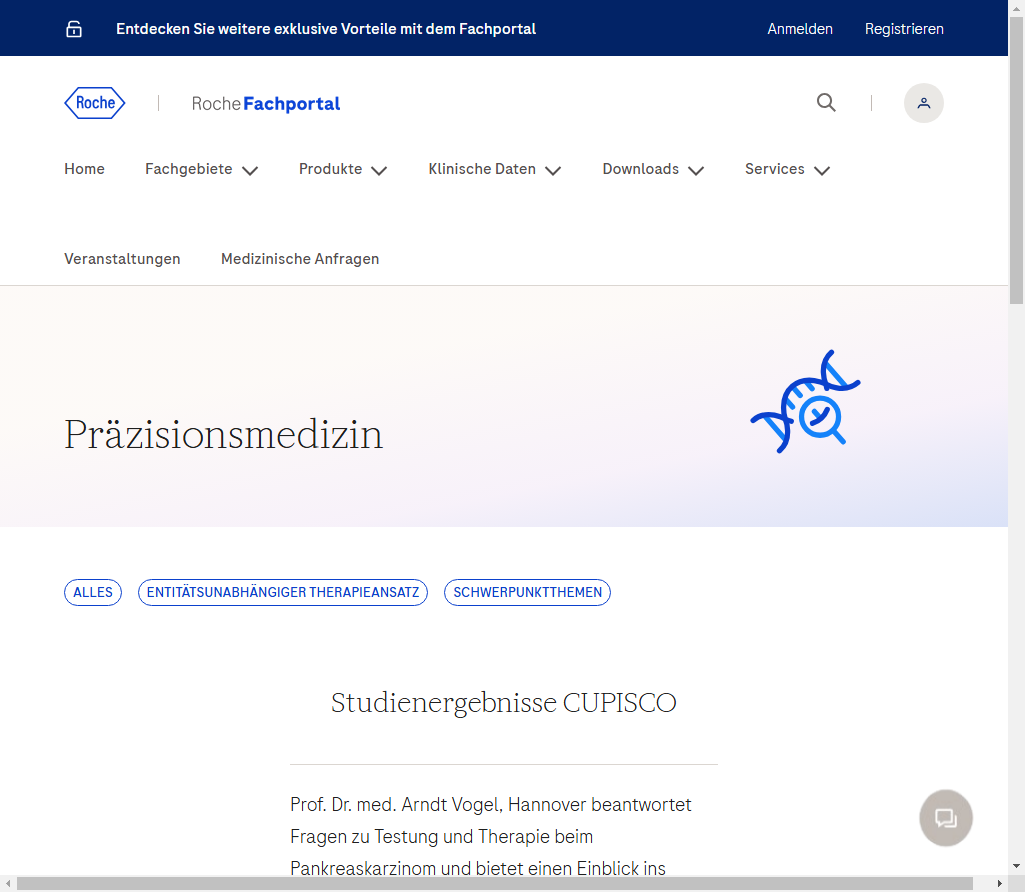 Entdecken Sie weitere exklusive Vorteile mit dem Fachportal
Anmelden
Registrieren
Roche
Roche Fachportal
Home
Fachgebiete
Produkte
Klinische Daten
Downloads
Services
Veranstaltungen
Medizinische Anfragen
Präzisionsmedizin
ALLES
ENTITÄTSUNABHÄNGIGER THERAPIEANSATZ
SCHWERPUNKTTHEMEN
Studienergebnisse CUPISCO
Prof. Dr. med. Arndt Vogel, Hannover beantwortet
Fragen zu Testung und Therapie beim
Pankreaskarzinom und bietet einen Einblick ins